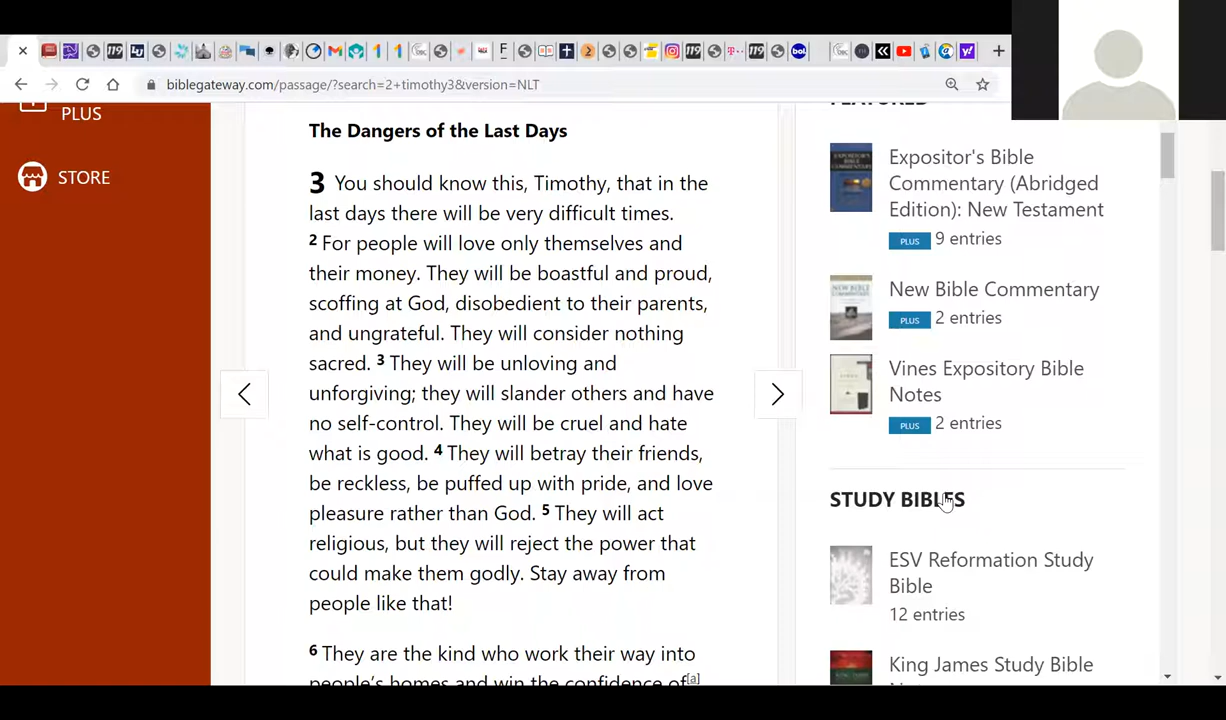 biblegateway.com/passage/?search=2+timothy3&version=NLT
PLUS
STORE
The Dangers of the Last Days
3 You should know this, Timothy, that in the
last days there will be very difficult times.
2 For people will love only themselves and
their money. They will be boastful and proud,
scoffing at God, disobedient to their parents,
and ungrateful. They will consider nothing
sacred. 3 They will be unloving and
unforgiving; they will slander others and have
no self-control. They will be cruel and hate
what is good. 4 They will betray their friends,
be reckless, be puffed up with pride, and love
pleasure rather than God. 5 They will act
religious, but they will reject the power that
could make them godly. Stay away from
people like that!
6 They are the kind who work their way into
people's homes and win the confidence of[a]
FEATURED
Expositor's Bible
Commentary (Abridged
Edition): New Testament
PLUS 9 entries
New Bible Commentary
PLUS 2 entries
Vines Expository Bible
Notes
PLUS 2 entries
STUDY BIBLES
ESV Reformation Study
Bible
12 entries
King James Study Bible